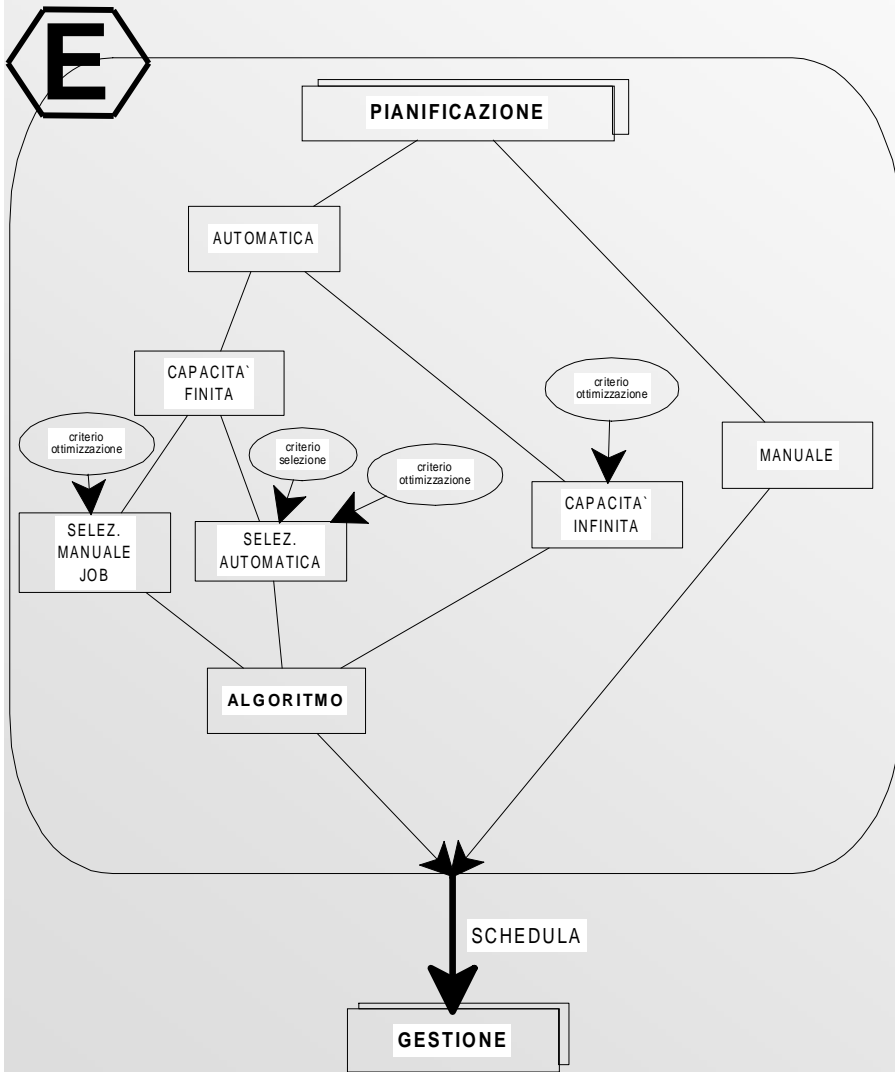 E
PIANIFICAZIONE
AUTOMATICA
CAPACITA`
FINITA
criterio
ottimizzazione
criterio
ottimizzazione
criterio
selezione
criterio
ottimizzazione
MANUALE
SELEZ.
MANUALE
JOB
SELEZ.
AUTOMATICA
CAPACITA`
INFINITA
ALGORITMO
SCHEDULA
GESTIONE